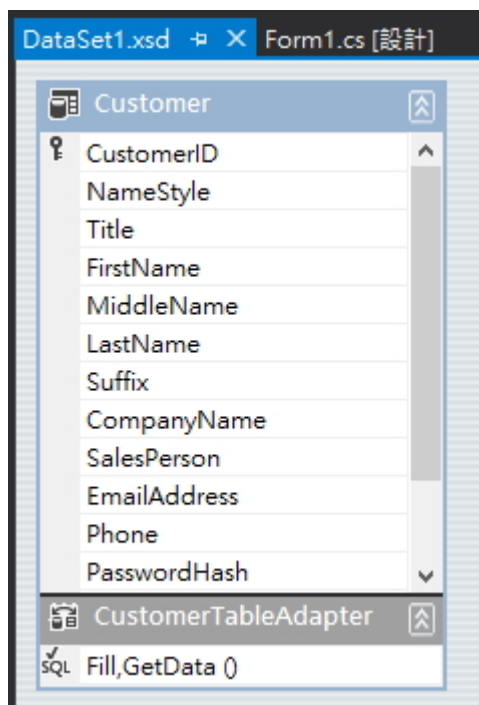 DataSet1.xsd Form1.cs [設計]
Customer
CustomerID
NameStyle
Title
FirstName
MiddleName
LastName
Suffix
CompanyName
SalesPerson
EmailAddress
Phone
PasswordHash
CustomerTableAdapter
SQL Fill,GetData ()